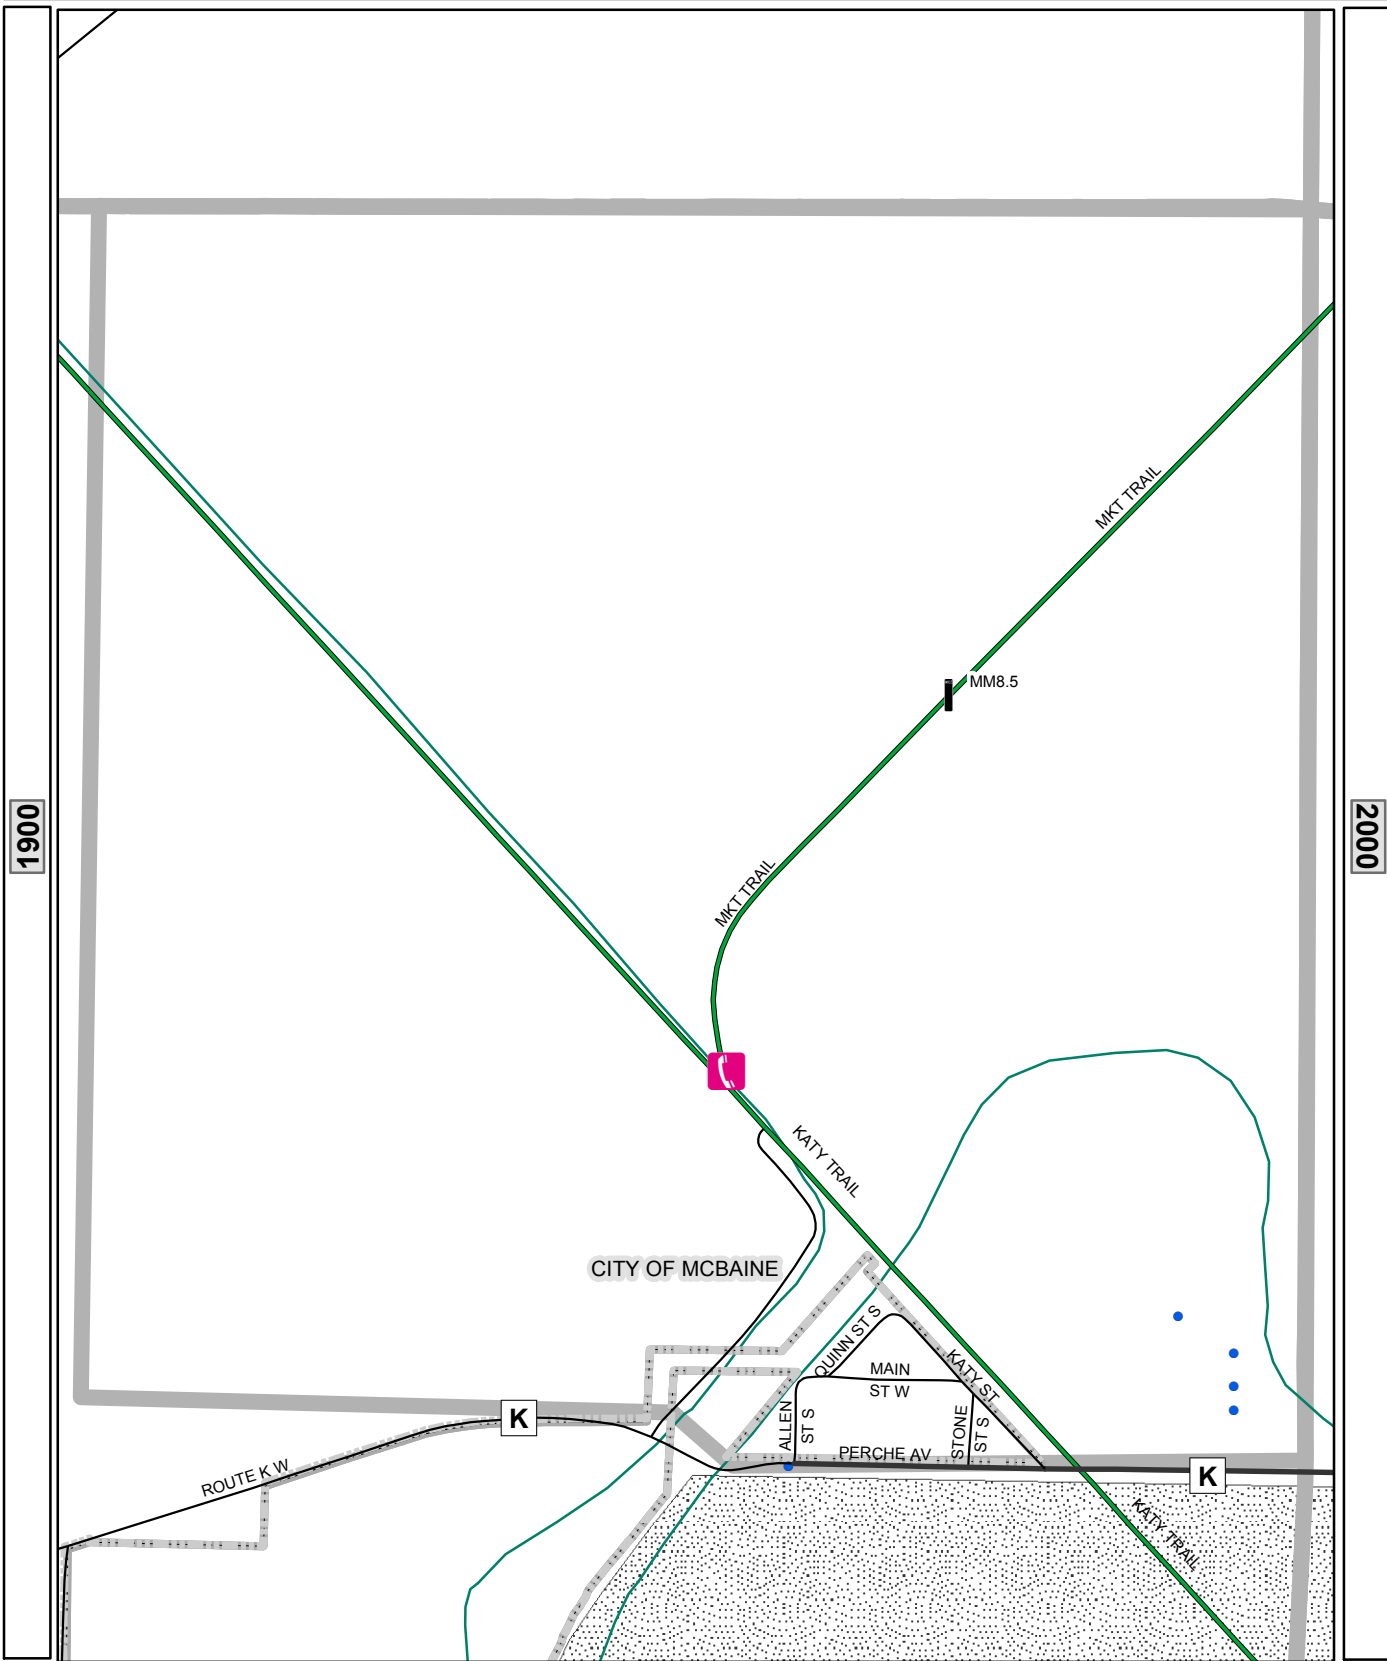 MKT TRAIL
MM8.5
1900
2000
MKT TRAIL
KATY TRAIL
CITY OF MCBAINE
QUINN ST S
MAIN
ST W
KATY ST
ALLEN
ST S
STONE
ST S
K
PERCHE AV
ROUTE K W
K
KATY TRAIL